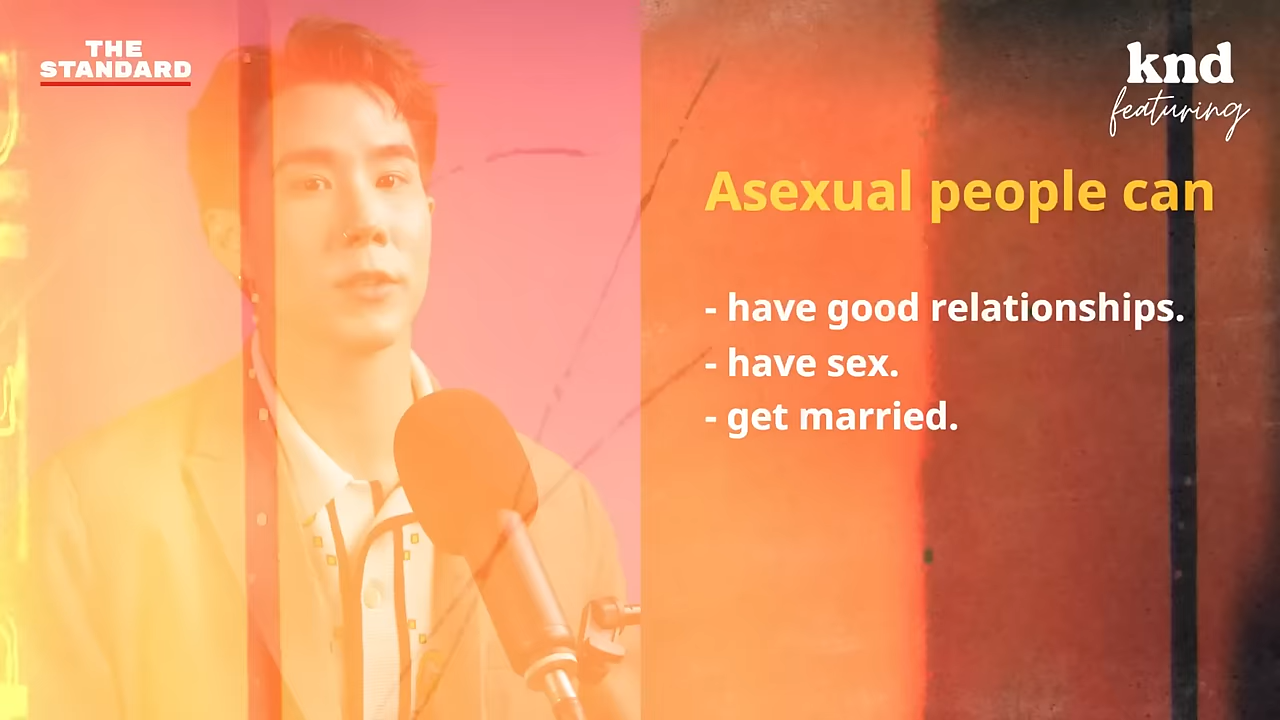 THE
STANDARD
knd
featuring
Asexual people can
- have good relationships.
- have sex.
- get married.